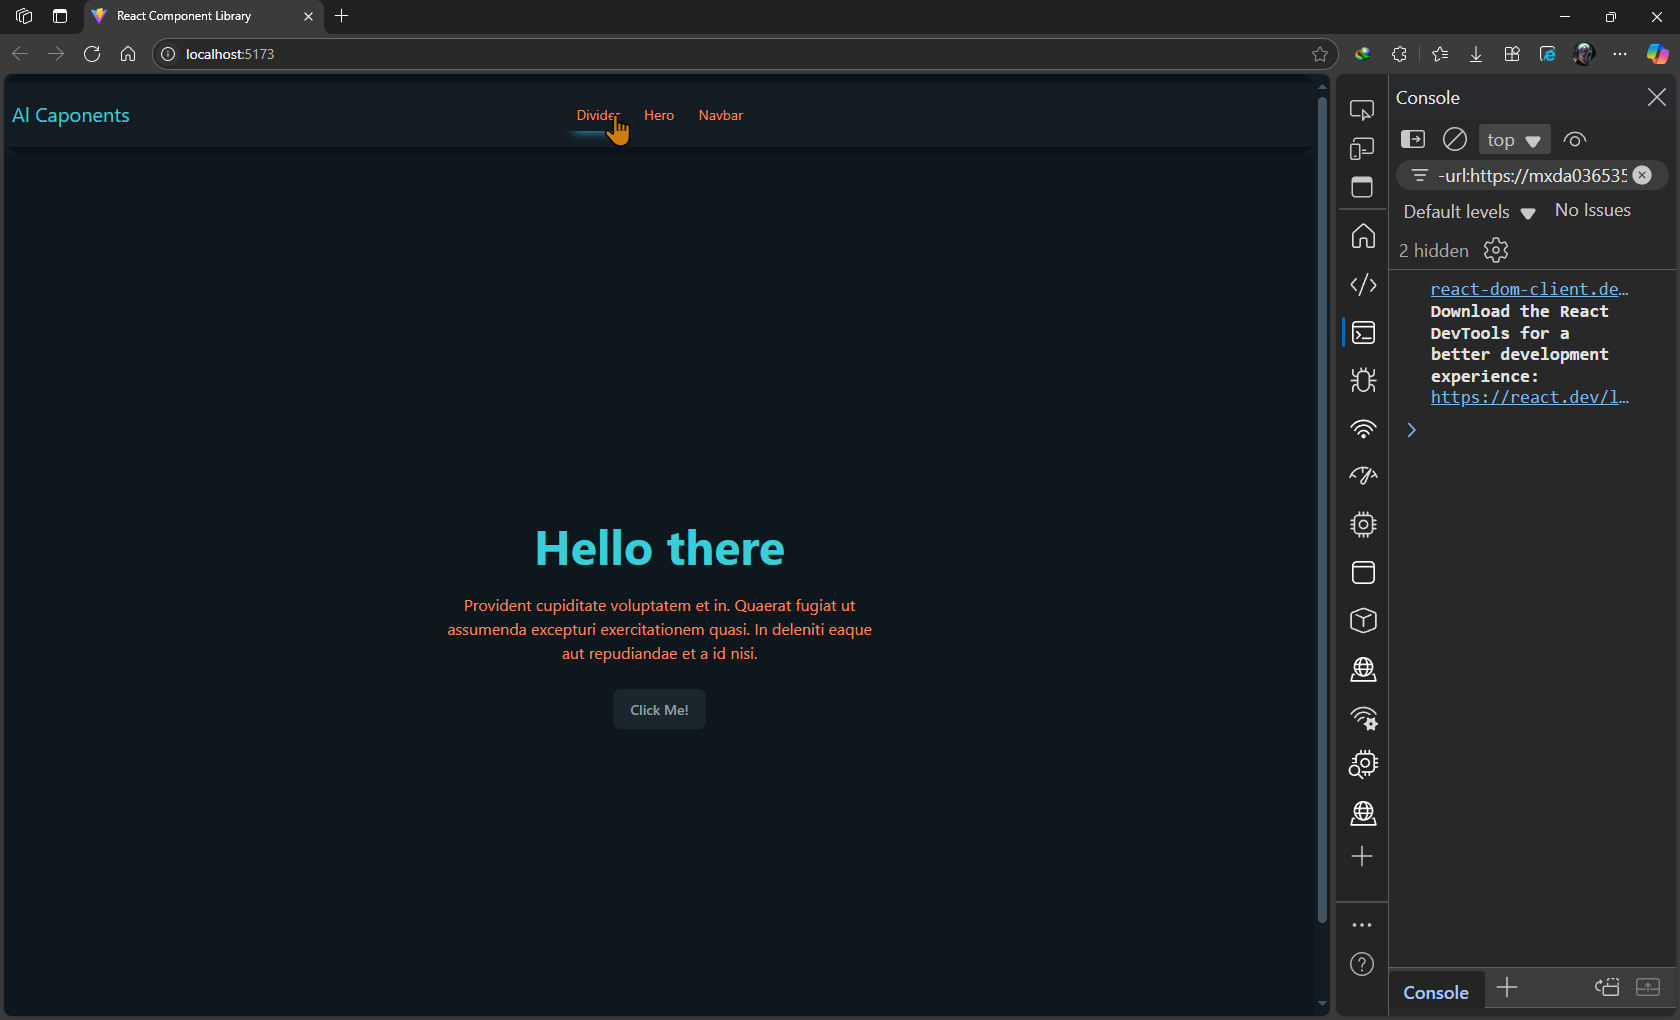 React Component Library
localhost:5173
Al Caponents
Divider
Hero
Navbar
Hello there
Provident cupiditate voluptatem et in. Quaerat fugiat ut
assumenda excepturi exercitationem quasi. In deleniti eaque
aut repudiandae et a id nisi.
Click Me!
Console
top
-url:https://mxda036535
Default levels
No Issues
2 hidden
react-dom-client.de…
Download the React
DevTools for a
better development
experience:
https://react.dev/l…
Console